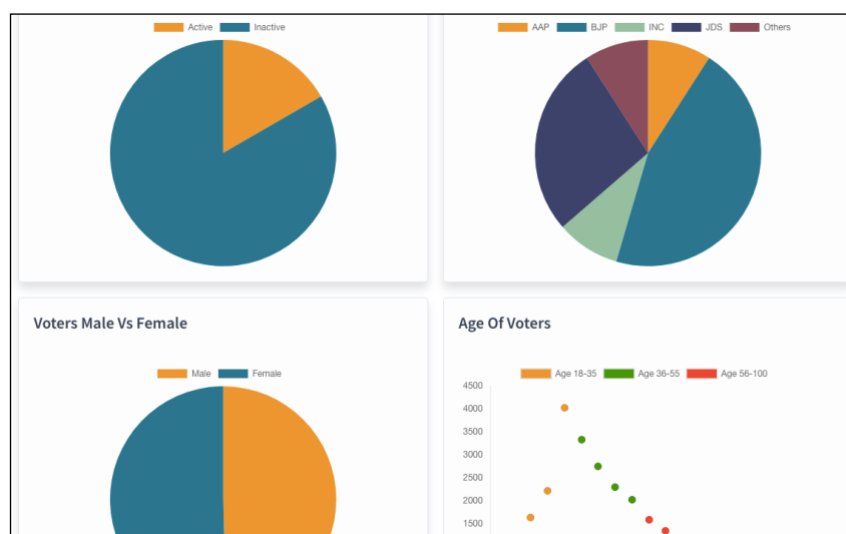 Active Inactive
AAP BJP INC JDS Others
Voters Male Vs Female
Age Of Voters
Male Female
Age 18-35 Age 36-55 Age 56-100
4500
4000
3500
3000
2500
2000
1500